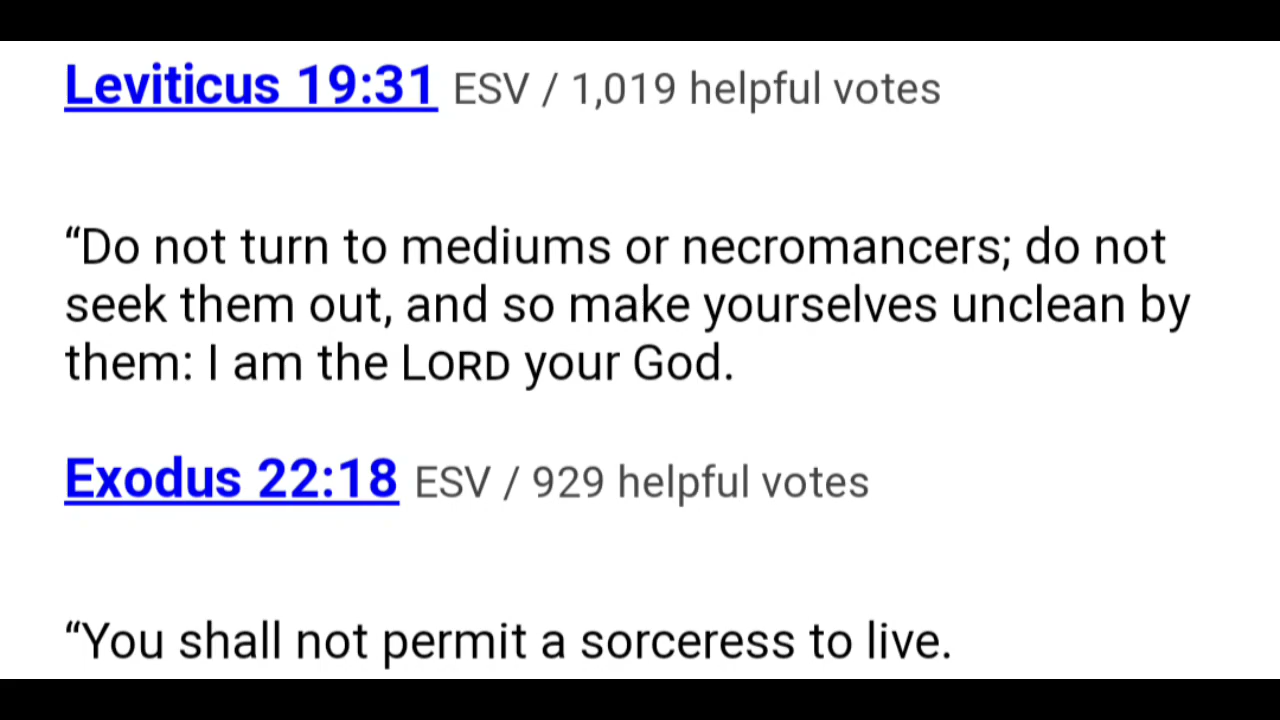 Leviticus 19:31 ESV / 1,019 helpful votes
“Do not turn to mediums or necromancers; do not
seek them out, and so make yourselves unclean by
them: I am the LORD your God.
Exodus 22:18 ESV / 929 helpful votes
“You shall not permit a sorceress to live.